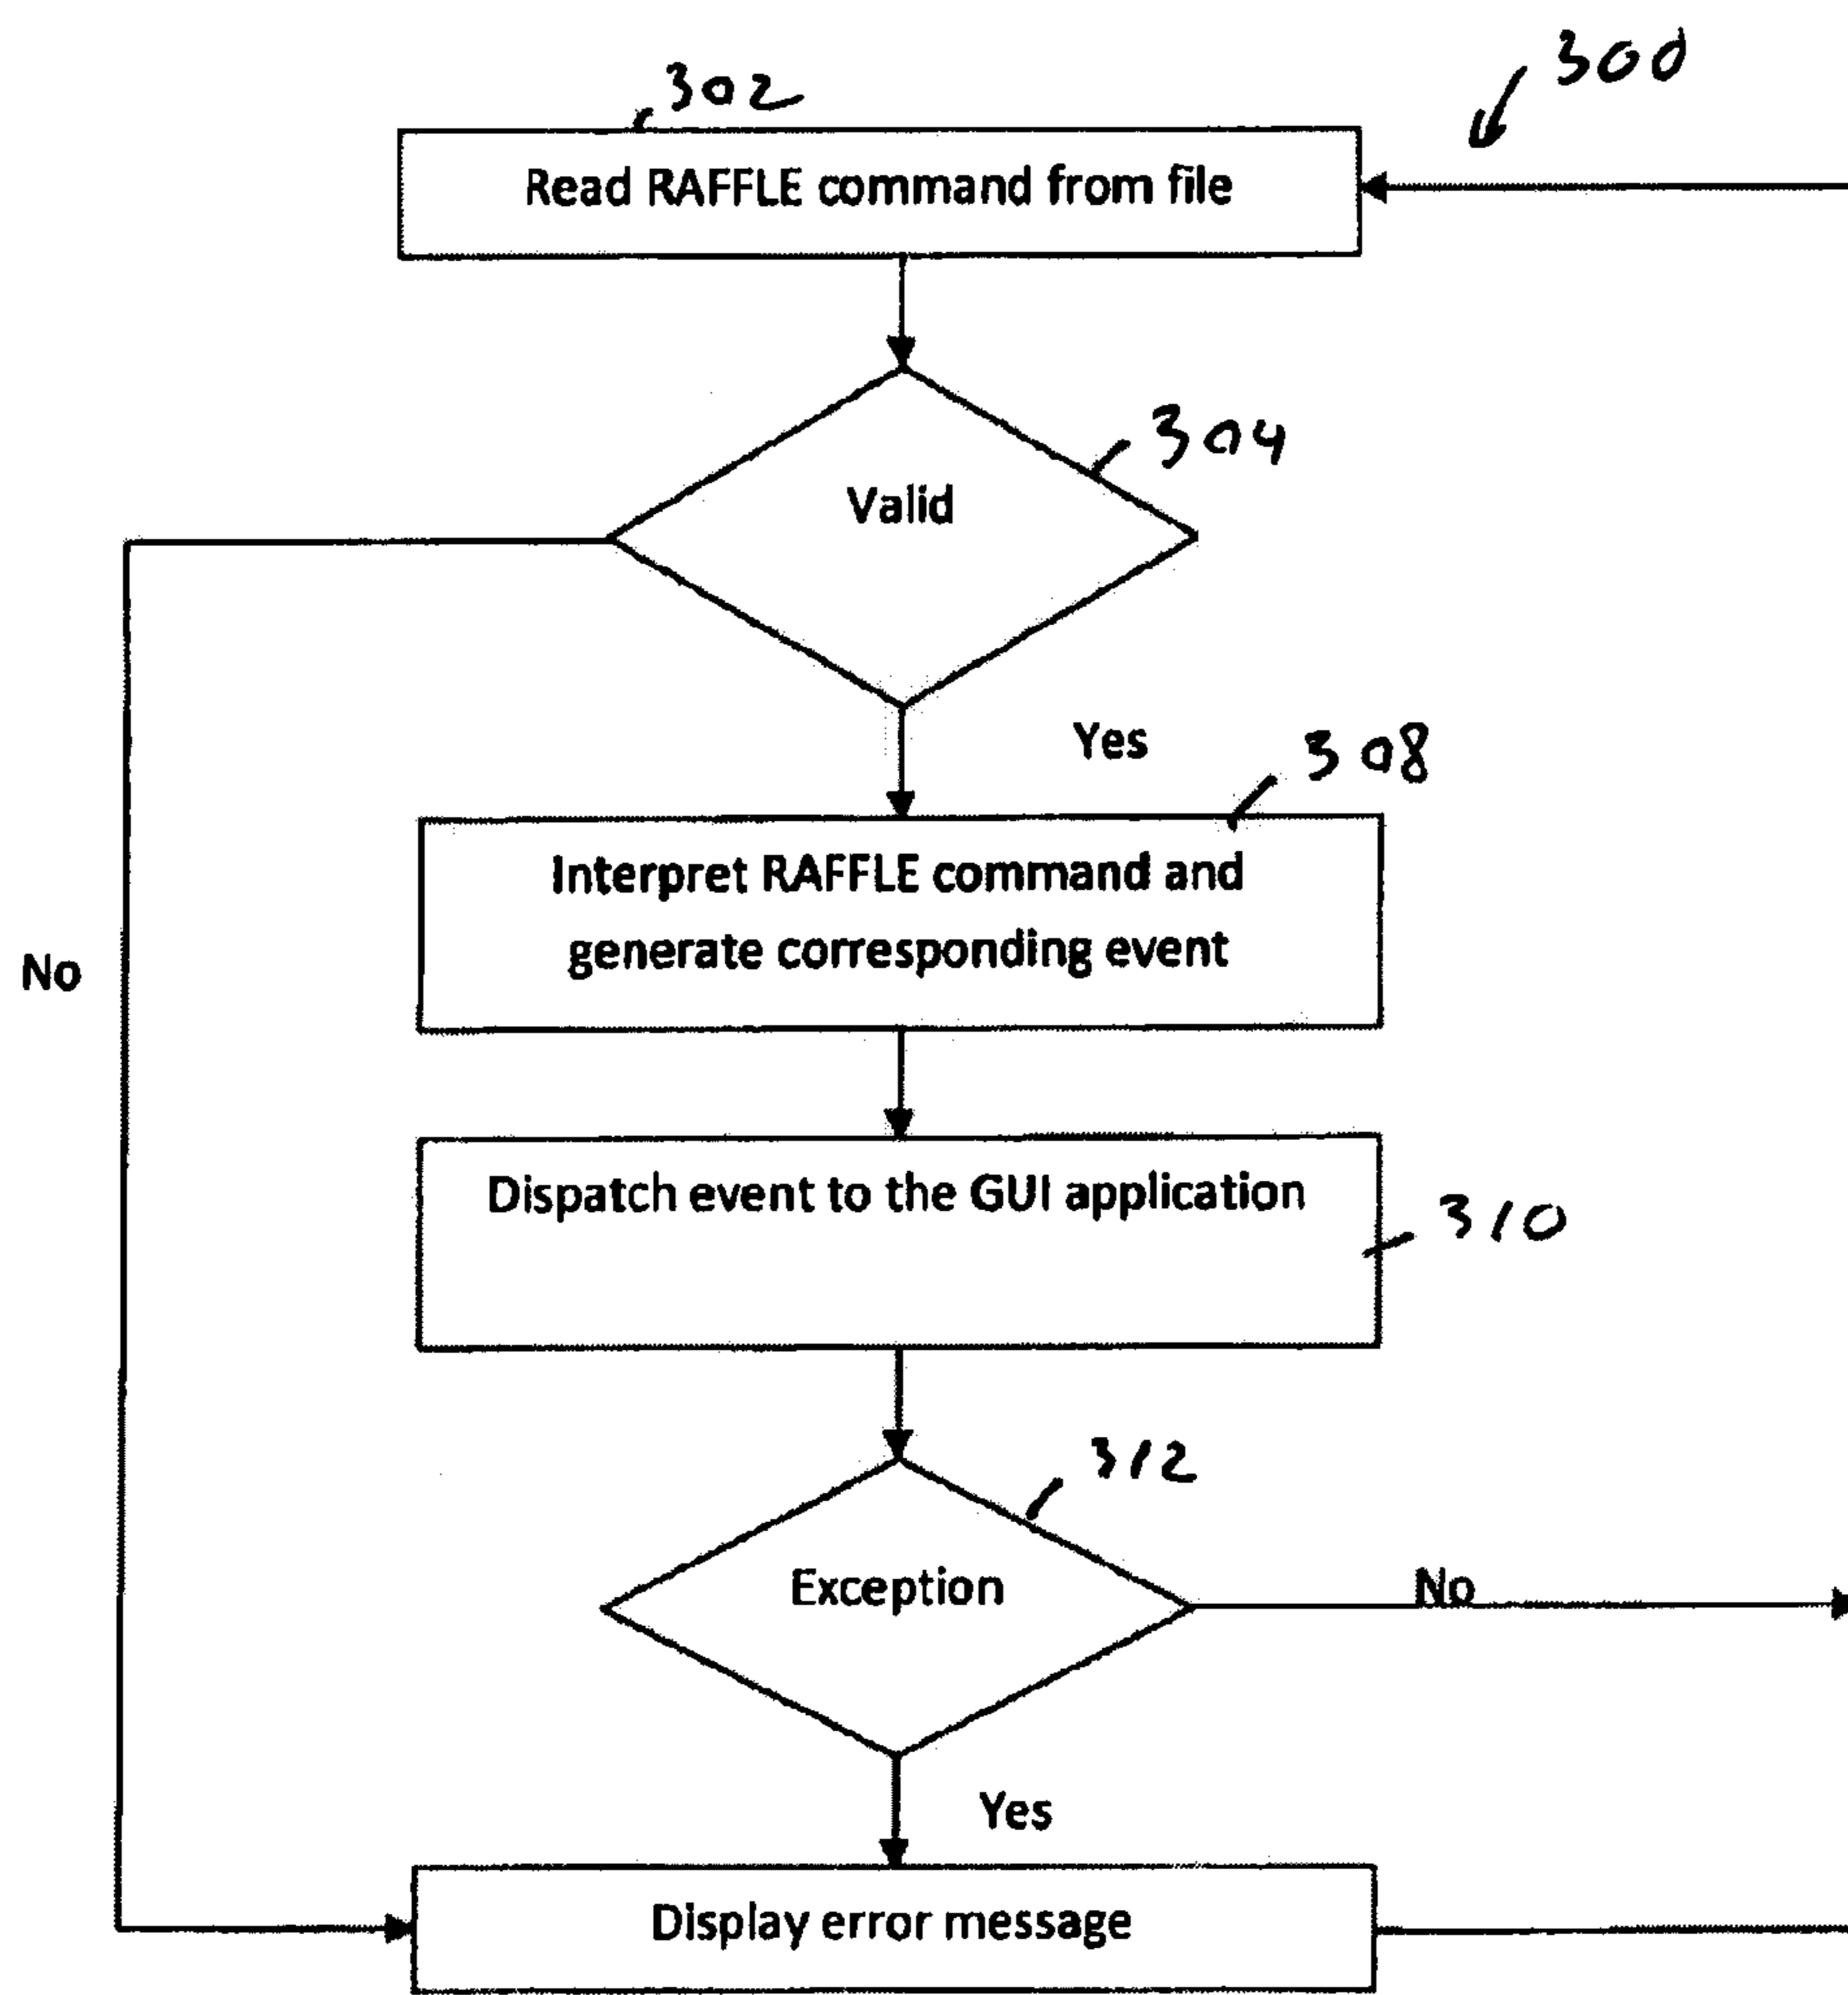 300
302
Read RAFFLE command from file
304
Valid
Yes
308
Interpret RAFFLE command and
generate corresponding event
No
Dispatch event to the GUI application
310
312
Exception
No
Yes
Display error message